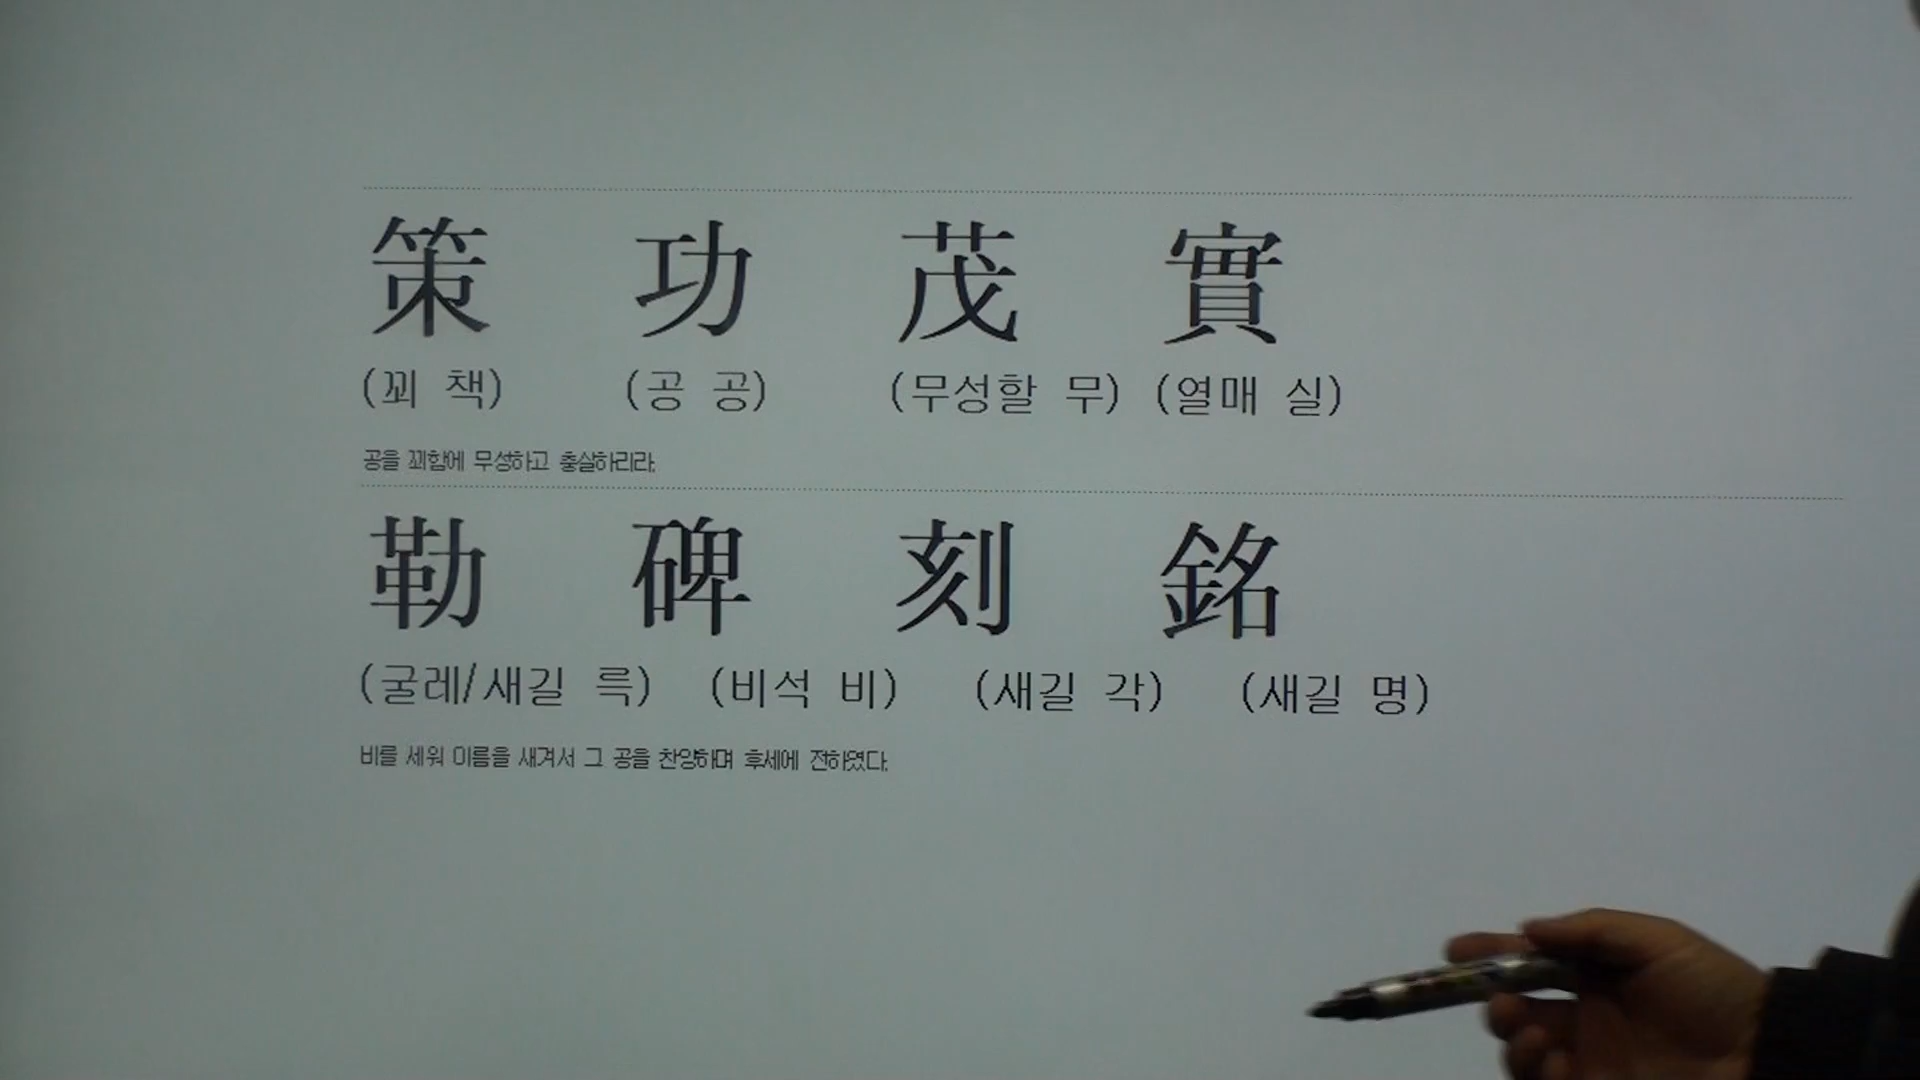 策 功 茂 實
(꾀 책) (공 공) (무성할 무) (열매 실)
공을 꾀함에 무성하고 충실하리라.
勒 碑 刻 銘
(굴레/새길 륵) (비석 비) (새길 각) (새길 명)
비를 세워 이름을 새겨서 그 공을 찬양하며 후세에 전하였다.